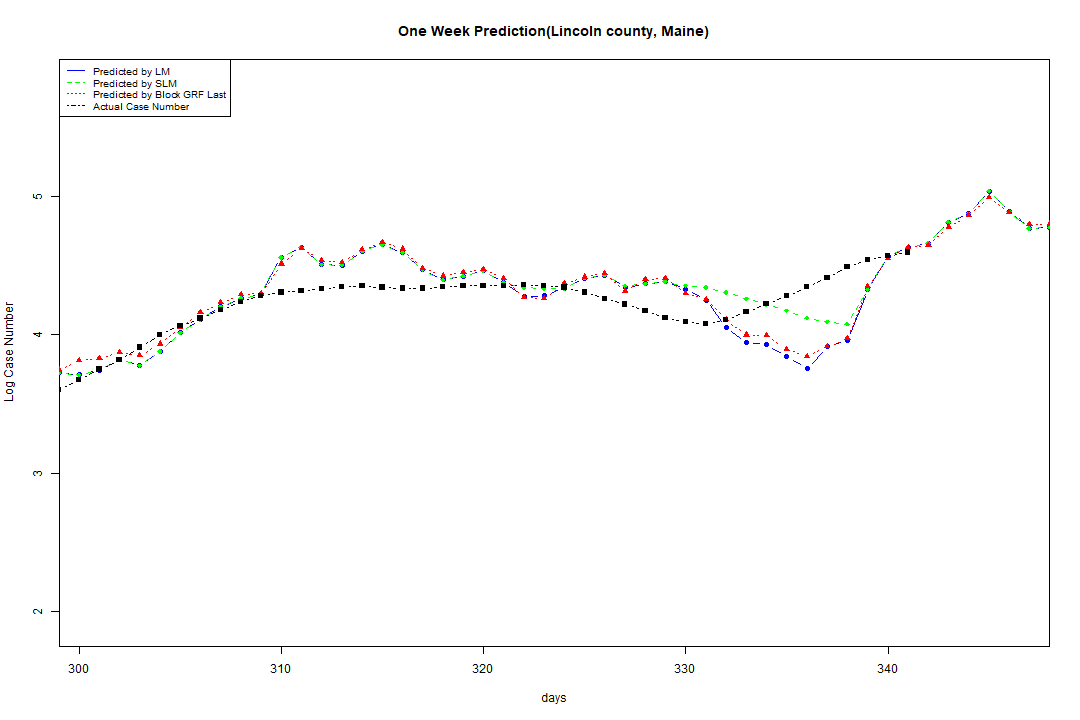 One Week Prediction(Lincoln county, Maine)
Predicted by LM
Predicted by SLM
Predicted by Block GRF Last
Actual Case Number
5
4
3
2
Log Case Number
300 310 320 330 340
days